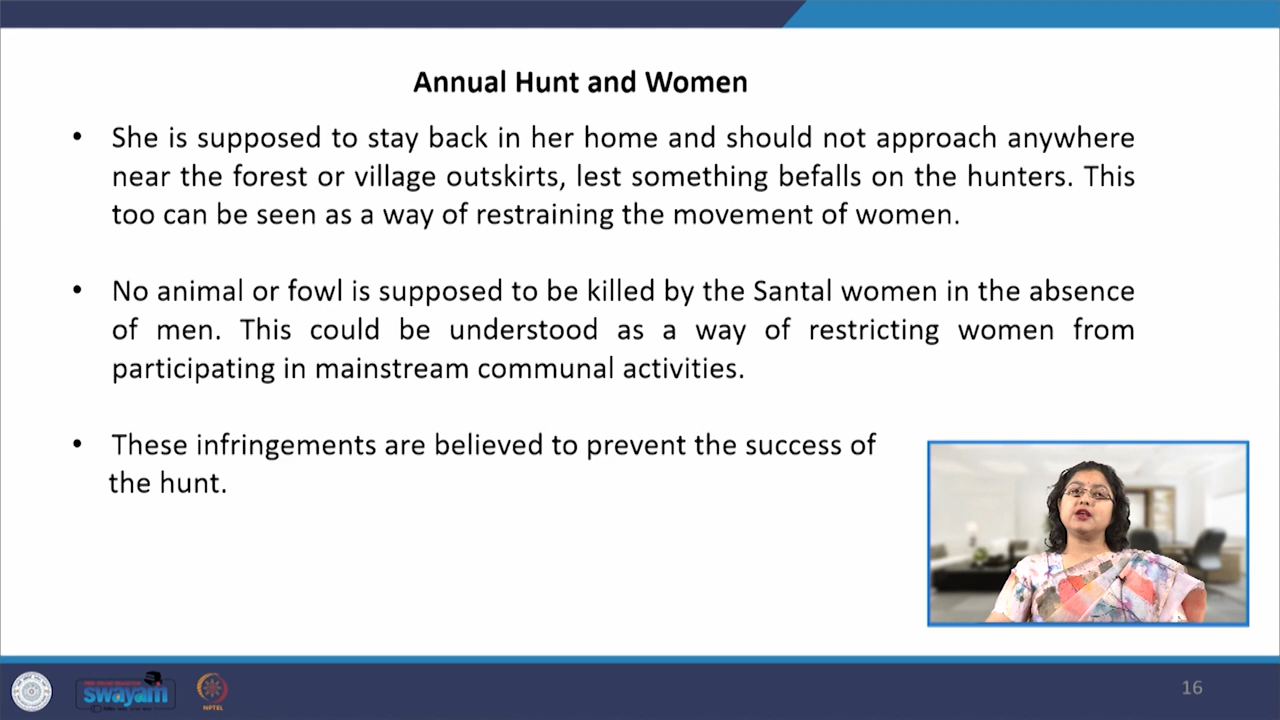 Annual Hunt and Women
• She is supposed to stay back in her home and should not approach anywhere
near the forest or village outskirts, lest something befalls on the hunters. This
too can be seen as a way of restraining the movement of women.
• No animal or fowl is supposed to be killed by the Santal women in the absence
of men. This could be understood as a way of restricting women from
participating in mainstream communal activities.
• These infringements are believed to prevent the success of
the hunt.
swayam
NPTEL
16